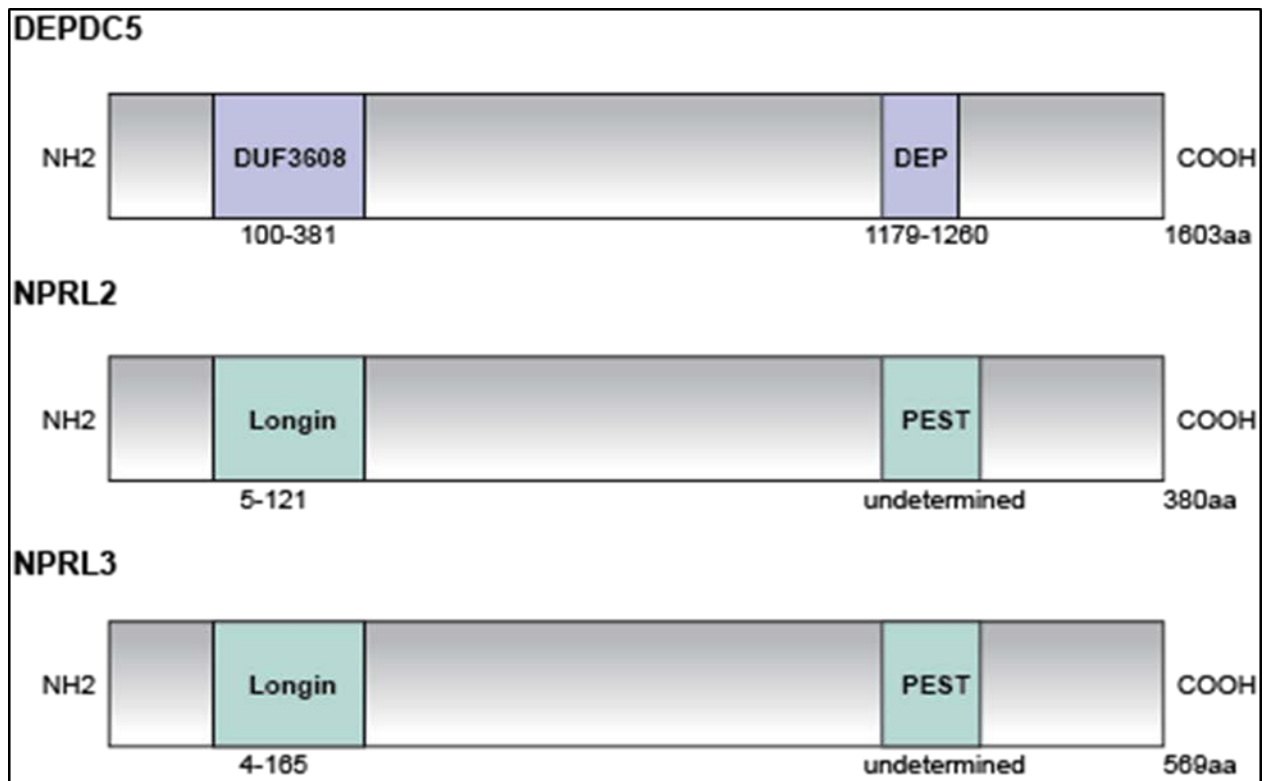 DEPDC5
NH2 DUF3608 DEP COOH
100-381 1179-1260 1603aa
NPRL2
NH2 Longin PEST COOH
5-121 undetermined 380aa
NPRL3
NH2 Longin PEST COOH
4-165 undetermined 569aa